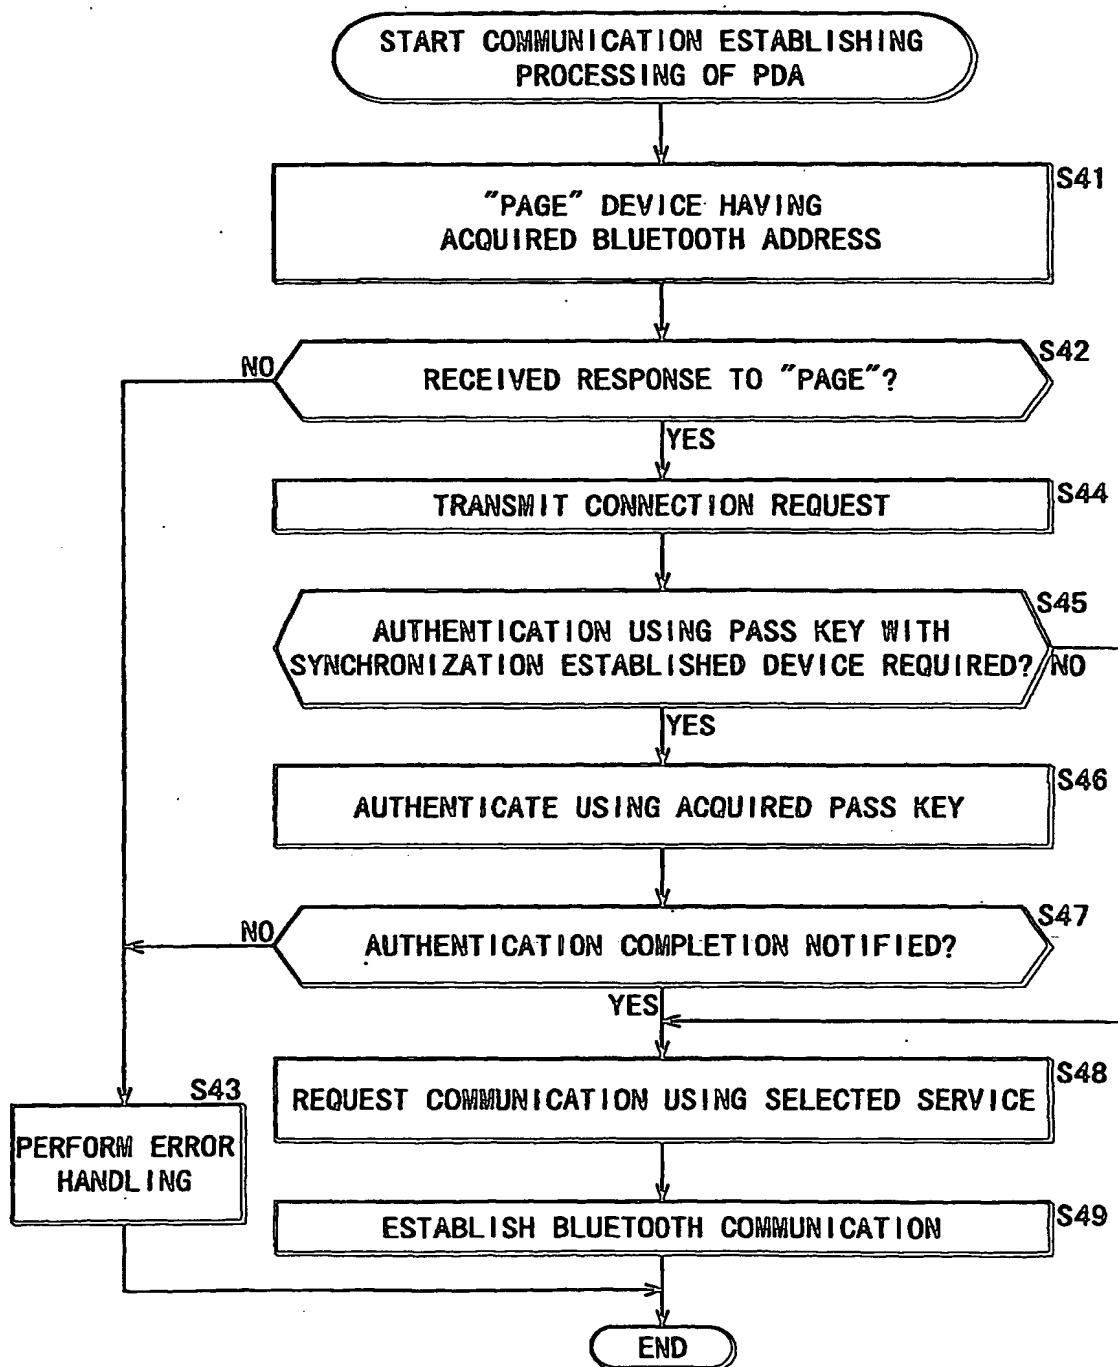 START COMMUNICATION ESTABLISHING
PROCESSING OF PDA
S41
"PAGE" DEVICE HAVING
ACQUIRED BLUETOOTH ADDRESS
S42
NO
RECEIVED RESPONSE TO "PAGE"?
YES
S44
TRANSMIT CONNECTION REQUEST
S45
AUTHENTICATION USING PASS KEY WITH
SYNCHRONIZATION ESTABLISHED DEVICE REQUIRED?
NO
YES
S46
AUTHENTICATE USING ACQUIRED PASS KEY
S47
NO
AUTHENTICATION COMPLETION NOTIFIED?
YES
S48
REQUEST COMMUNICATION USING SELECTED SERVICE
S43
PERFORM ERROR
HANDLING
S49
ESTABLISH BLUETOOTH COMMUNICATION
END